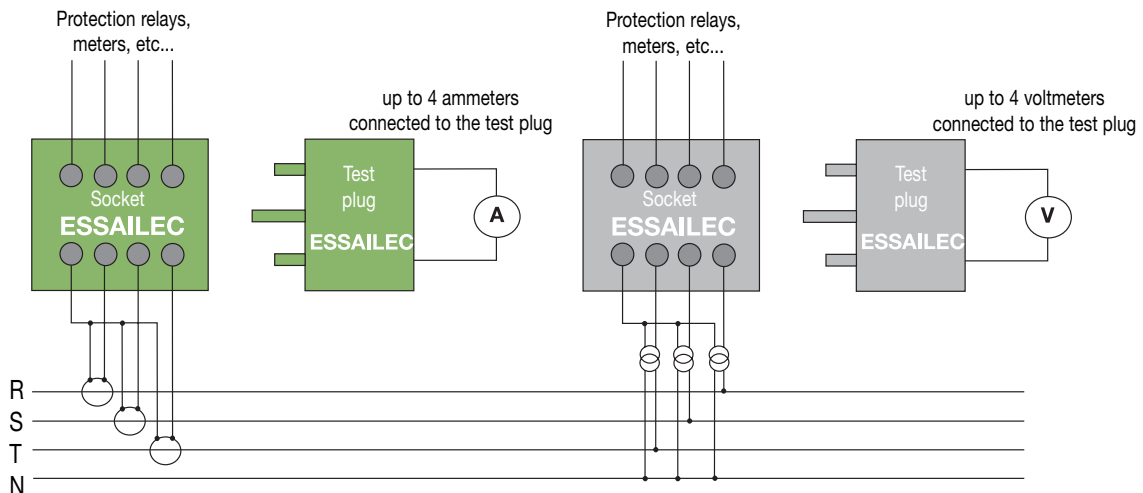 Protection relays,
meters, etc...
up to 4 ammeters
connected to the test plug
Socket
ESSAILEC
Test
plug
ESSAILEC
A
Protection relays,
meters, etc...
up to 4 voltmeters
connected to the test plug
Socket
ESSAILEC
Test
plug
ESSAILEC
V
R
S
T
N